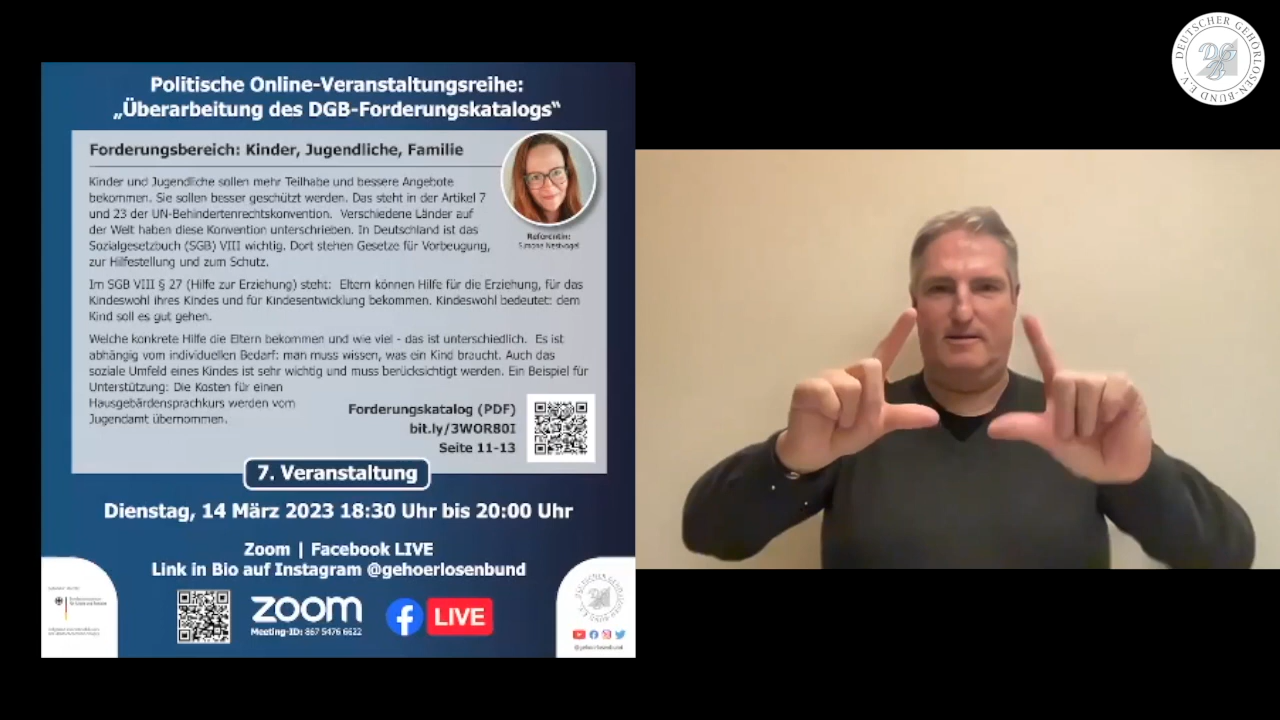 Politische Online-Veranstaltungsreihe:
„Überarbeitung des DGB-Forderungskatalogs“
Forderungsbereich: Kinder, Jugendliche, Familie
Kinder und Jugendliche sollen mehr Teilhabe und bessere Angebote
bekommen. Sie sollen besser geschützt werden. Das steht in der Artikel 7
und 23 der UN-Behindertenrechtskonvention. Verschiedene Länder auf
der Welt haben diese Konvention unterschrieben. In Deutschland ist das
Sozialgesetzbuch (SGB) VIII wichtig. Dort stehen Gesetze für Vorbeugung,
zur Hilfestellung und zum Schutz.
Referentin:
Simone Nestvogel
Im SGB VIII § 27 (Hilfe zur Erziehung) steht: Eltern können Hilfe für die Erziehung, für das
Kindeswohl ihres Kindes und für Kindesentwicklung bekommen. Kindeswohl bedeutet: dem
Kind soll es gut gehen.
Welche konkrete Hilfe die Eltern bekommen und wie viel - das ist unterschiedlich. Es ist
abhängig vom individuellen Bedarf: man muss wissen, was ein Kind braucht. Auch das
soziale Umfeld eines Kindes ist sehr wichtig und muss berücksichtigt werden. Ein Beispiel für
Unterstützung: Die Kosten für einen
Hausgebärdensprachkurs werden vom
Jugendamt übernommen.
Forderungskatalog (PDF)
bit.ly/3WOR80I
Seite 11-13
7. Veranstaltung
Dienstag, 14 März 2023 18:30 Uhr bis 20:00 Uhr
Zoom | Facebook LIVE
Link in Bio auf Instagram @gehoerlosenbund
zoom
Meeting-ID: 867 5476 6622
LIVE
@gehoerlosenbund
DEUTSCHER GEHÖRLOSEN-BUND E.V.
DGB